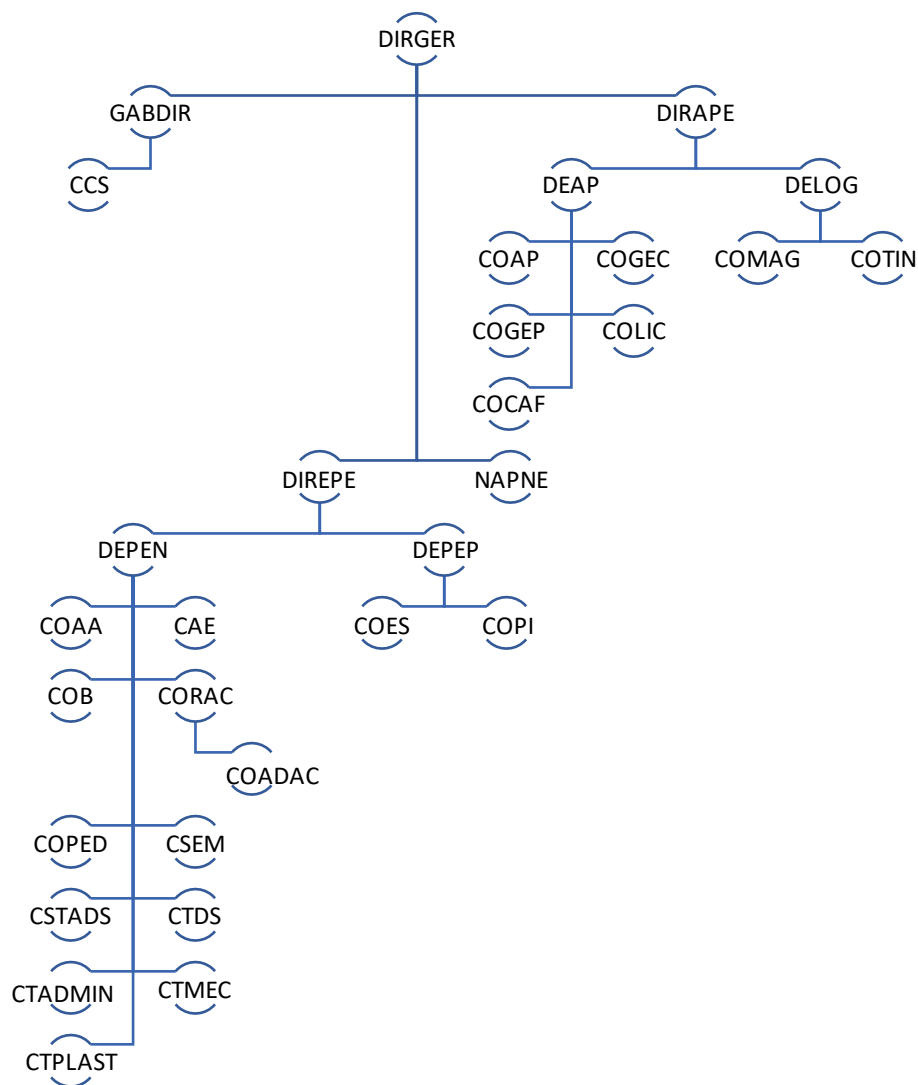 DIRGER
GABDIR
DIRAPE
CCS
DEAP
DELOG
COAP
COGEC
COMAG
COTIN
COGEP
COLIC
COCAF
DIREPE
NAPNE
DEPEN
DEPEP
COAA
CAE
COES
COPI
COB
CORAC
COADAC
COPED
CSEM
CSTADS
CTDS
CTADMIN
CTMEC
CTPLAST